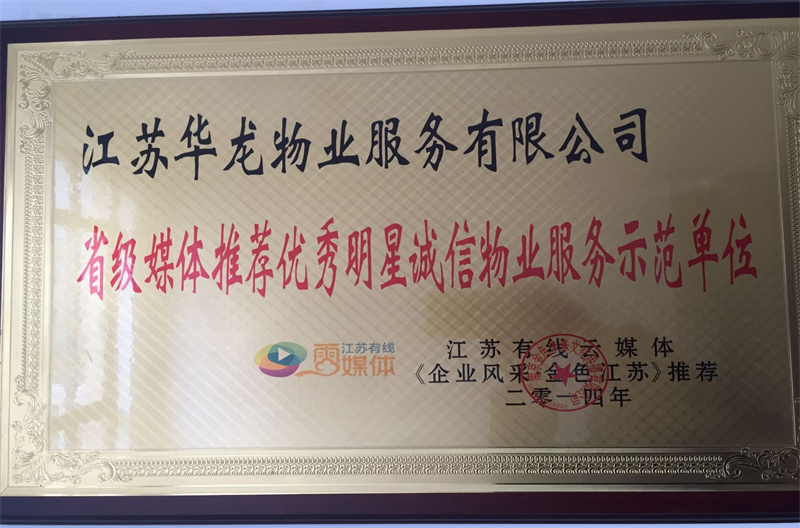 江苏华龙物业服务有限公司
省级媒体推荐优秀明星诚信物业服务示范单位
江苏有线
云媒体
江苏有线云媒体
《企业风采 金色江苏》推荐
二零一四年